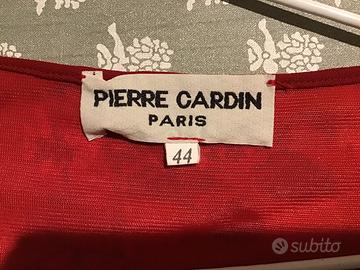 PIERRE CARDIN
PARIS
44
subito